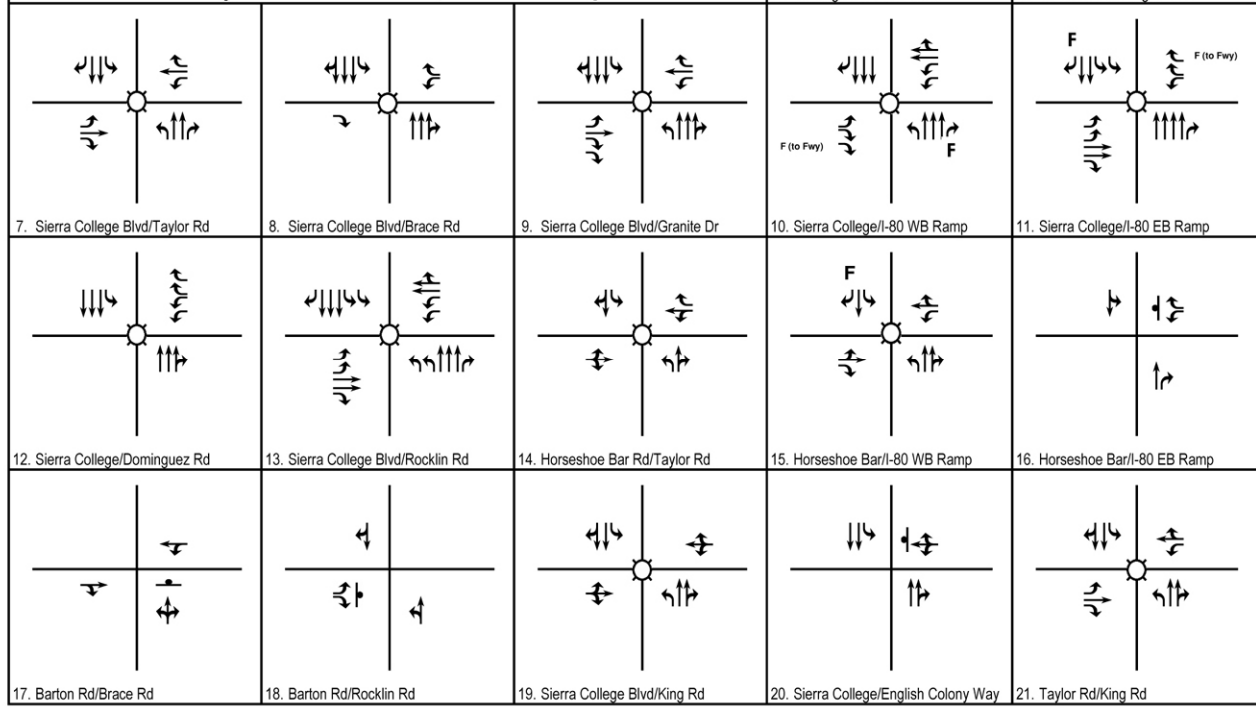 F
F (to Fwy)
F (to Fwy)
F
7. Sierra College Blvd/Taylor Rd
8. Sierra College Blvd/Brace Rd
9. Sierra College Blvd/Granite Dr
10. Sierra College/I-80 WB Ramp
11. Sierra College/I-80 EB Ramp
F
12. Sierra College/Dominguez Rd
13. Sierra College Blvd/Rocklin Rd
14. Horseshoe Bar Rd/Taylor Rd
15. Horseshoe Bar/I-80 WB Ramp
16. Horseshoe Bar/I-80 EB Ramp
17. Barton Rd/Brace Rd
18. Barton Rd/Rocklin Rd
19. Sierra College Blvd/King Rd
20. Sierra College/English Colony Way
21. Taylor Rd/King Rd